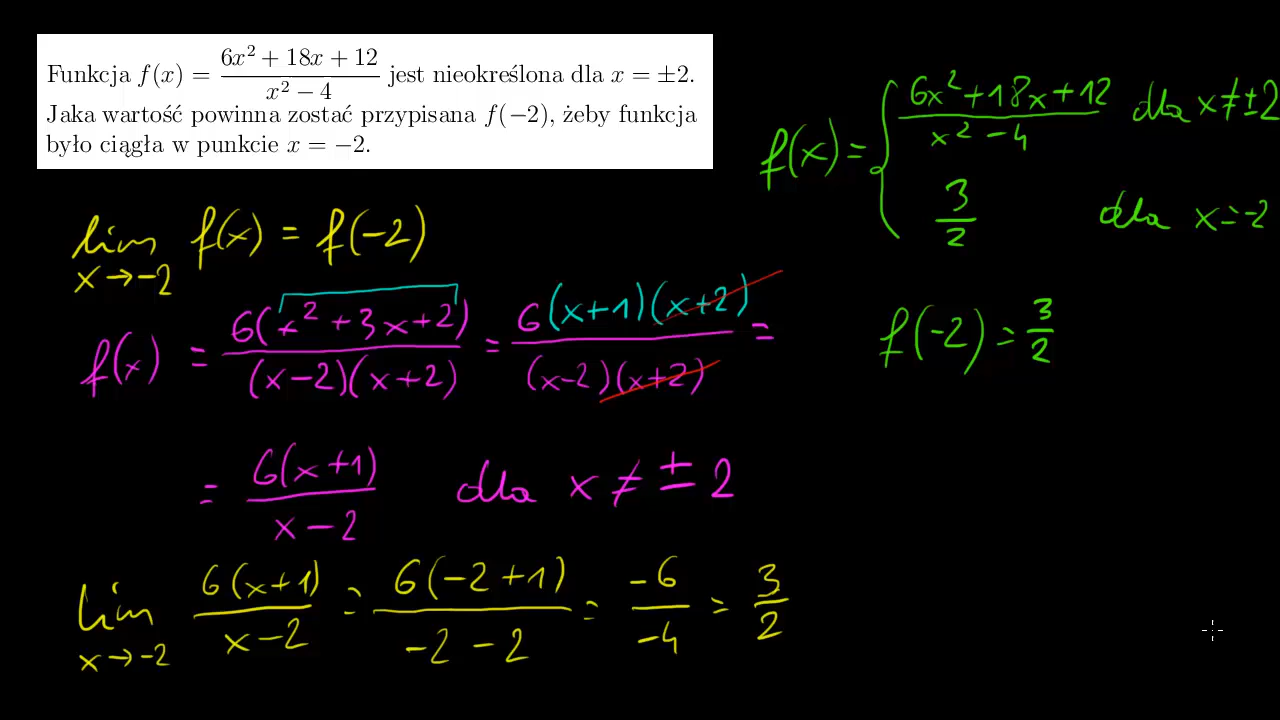 Funkcja f(x) = (6x² + 18x + 12)/(x² − 4) jest nieokreślona dla x = ±2.
Jaka wartość powinna zostać przypisana f(−2), żeby funkcja
było ciągła w punkcie x = −2.
f(x) = { (6x² + 18x + 12)/(x² − 4) dla x ≠ ±2
3/2 dla x = −2
lim x→−2 f(x) = f(−2)
f(x) = 6(x² + 3x + 2)/((x−2)(x+2)) = 6(x+1)(x+2)/((x−2)(x+2)) =
f(−2) = 3/2
= 6(x+1)/(x−2) dla x ≠ ± 2
lim x→−2 6(x+1)/(x−2) = 6(−2+1)/(−2−2) = −6/−4 = 3/2